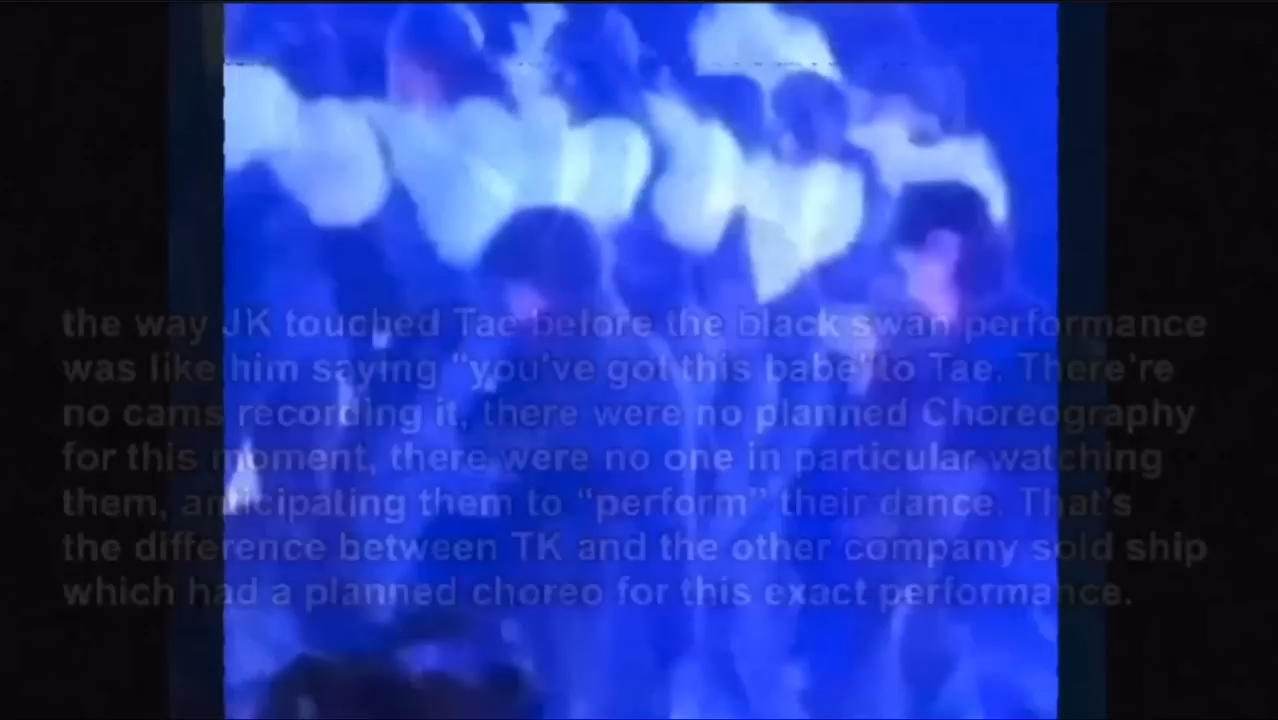 the way JK touched Tae before the black swan performance
was like him saying "you've got this babe" to Tae. There're
no cams recording it, there were no planned Choreography
for this moment, there were no one in particular watching
them, anticipating them to “perform” their dance. That's
the difference between TK and the other company sold ship
which had a planned choreo for this exact performance.